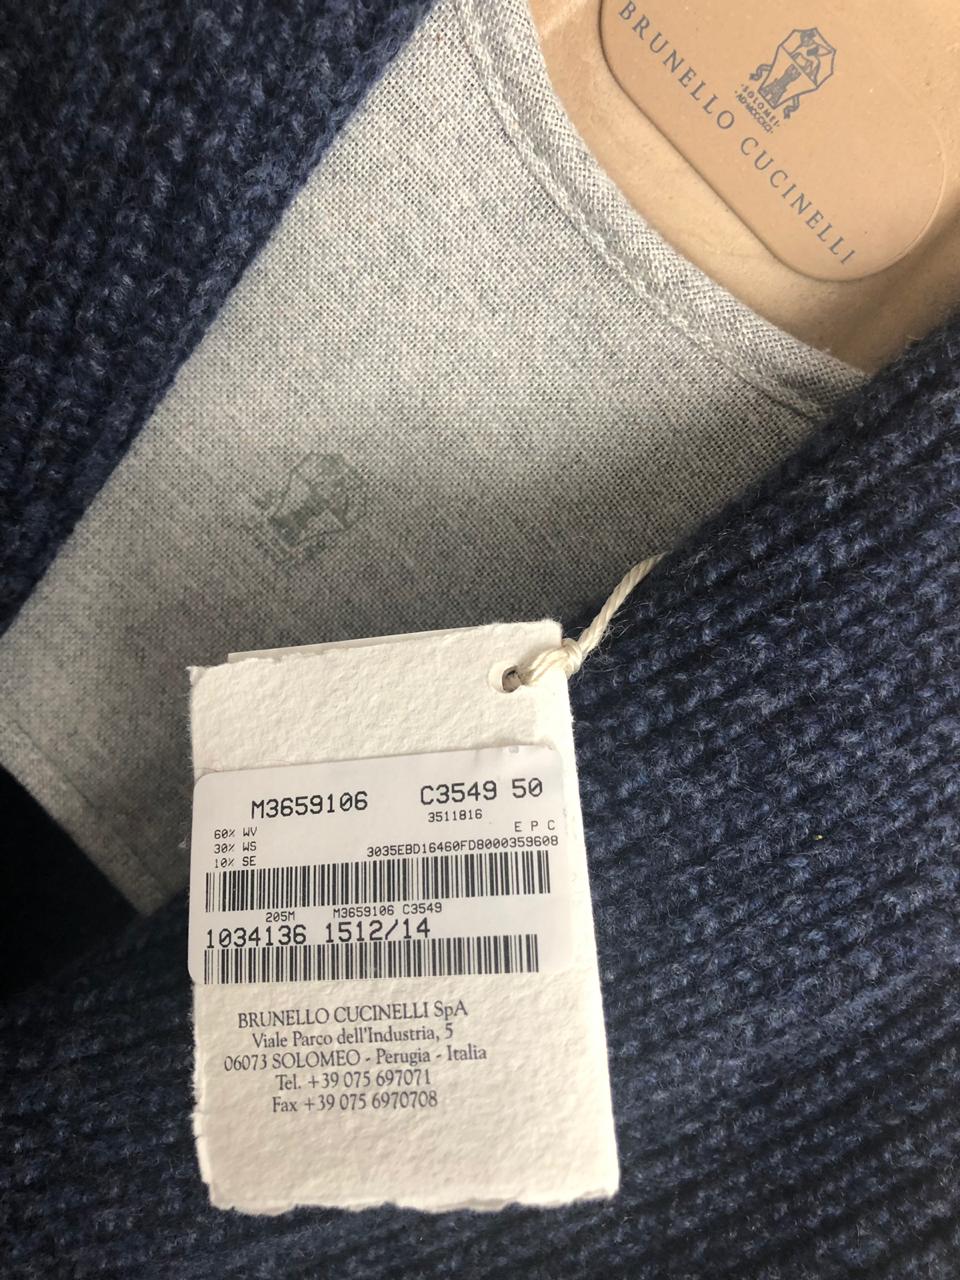 BRUNELLO CUCINELLI
·SOLOMEI·
M3659106 C3549 50
3511816
60% WV
E P C
30% WS
3035EBD16460FD8000359608
10% SE
205M M3659106 C3549
1034136 1512/14
BRUNELLO CUCINELLI SpA
Viale Parco dell'Industria, 5
06073 SOLOMEO - Perugia - Italia
Tel. +39 075 697071
Fax +39 075 6970708